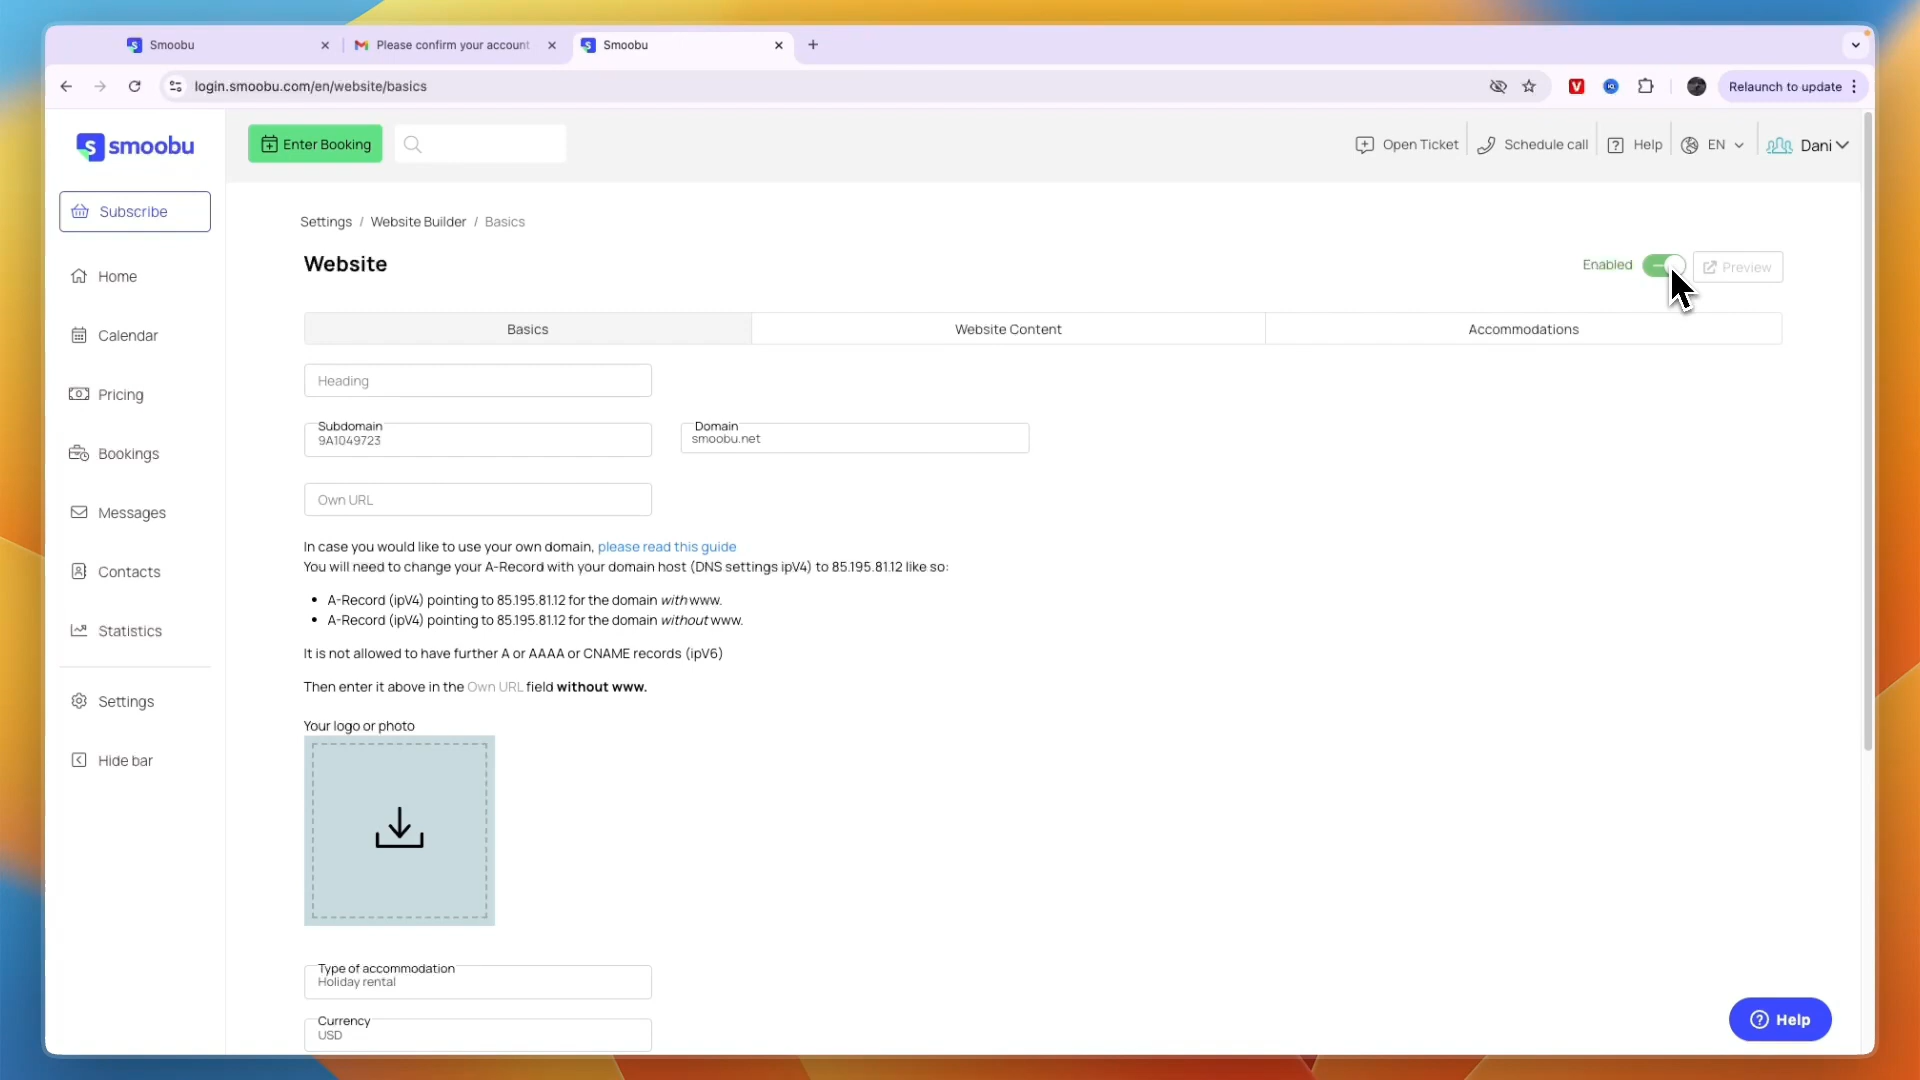 Smoobu
Please confirm your account
Smoobu
login.smoobu.com/en/website/basics
Relaunch to update
smoobu
Enter Booking
Open Ticket
Schedule call
Help
EN
Dani
Subscribe
Home
Calendar
Pricing
Bookings
Messages
Contacts
Statistics
Settings
Hide bar
Settings / Website Builder / Basics
Website
Enabled
Preview
Basics
Website Content
Accommodations
Heading
Subdomain
9A1049723
Domain
smoobu.net
Own URL
In case you would like to use your own domain, please read this guide
You will need to change your A-Record with your domain host (DNS settings ipV4) to 85.195.81.12 like so:
• A-Record (ipV4) pointing to 85.195.81.12 for the domain with www.
• A-Record (ipV4) pointing to 85.195.81.12 for the domain without www.
It is not allowed to have further A or AAAA or CNAME records (ipV6)
Then enter it above in the Own URL field without www.
Your logo or photo
Type of accommodation
Holiday rental
Currency
USD
Help